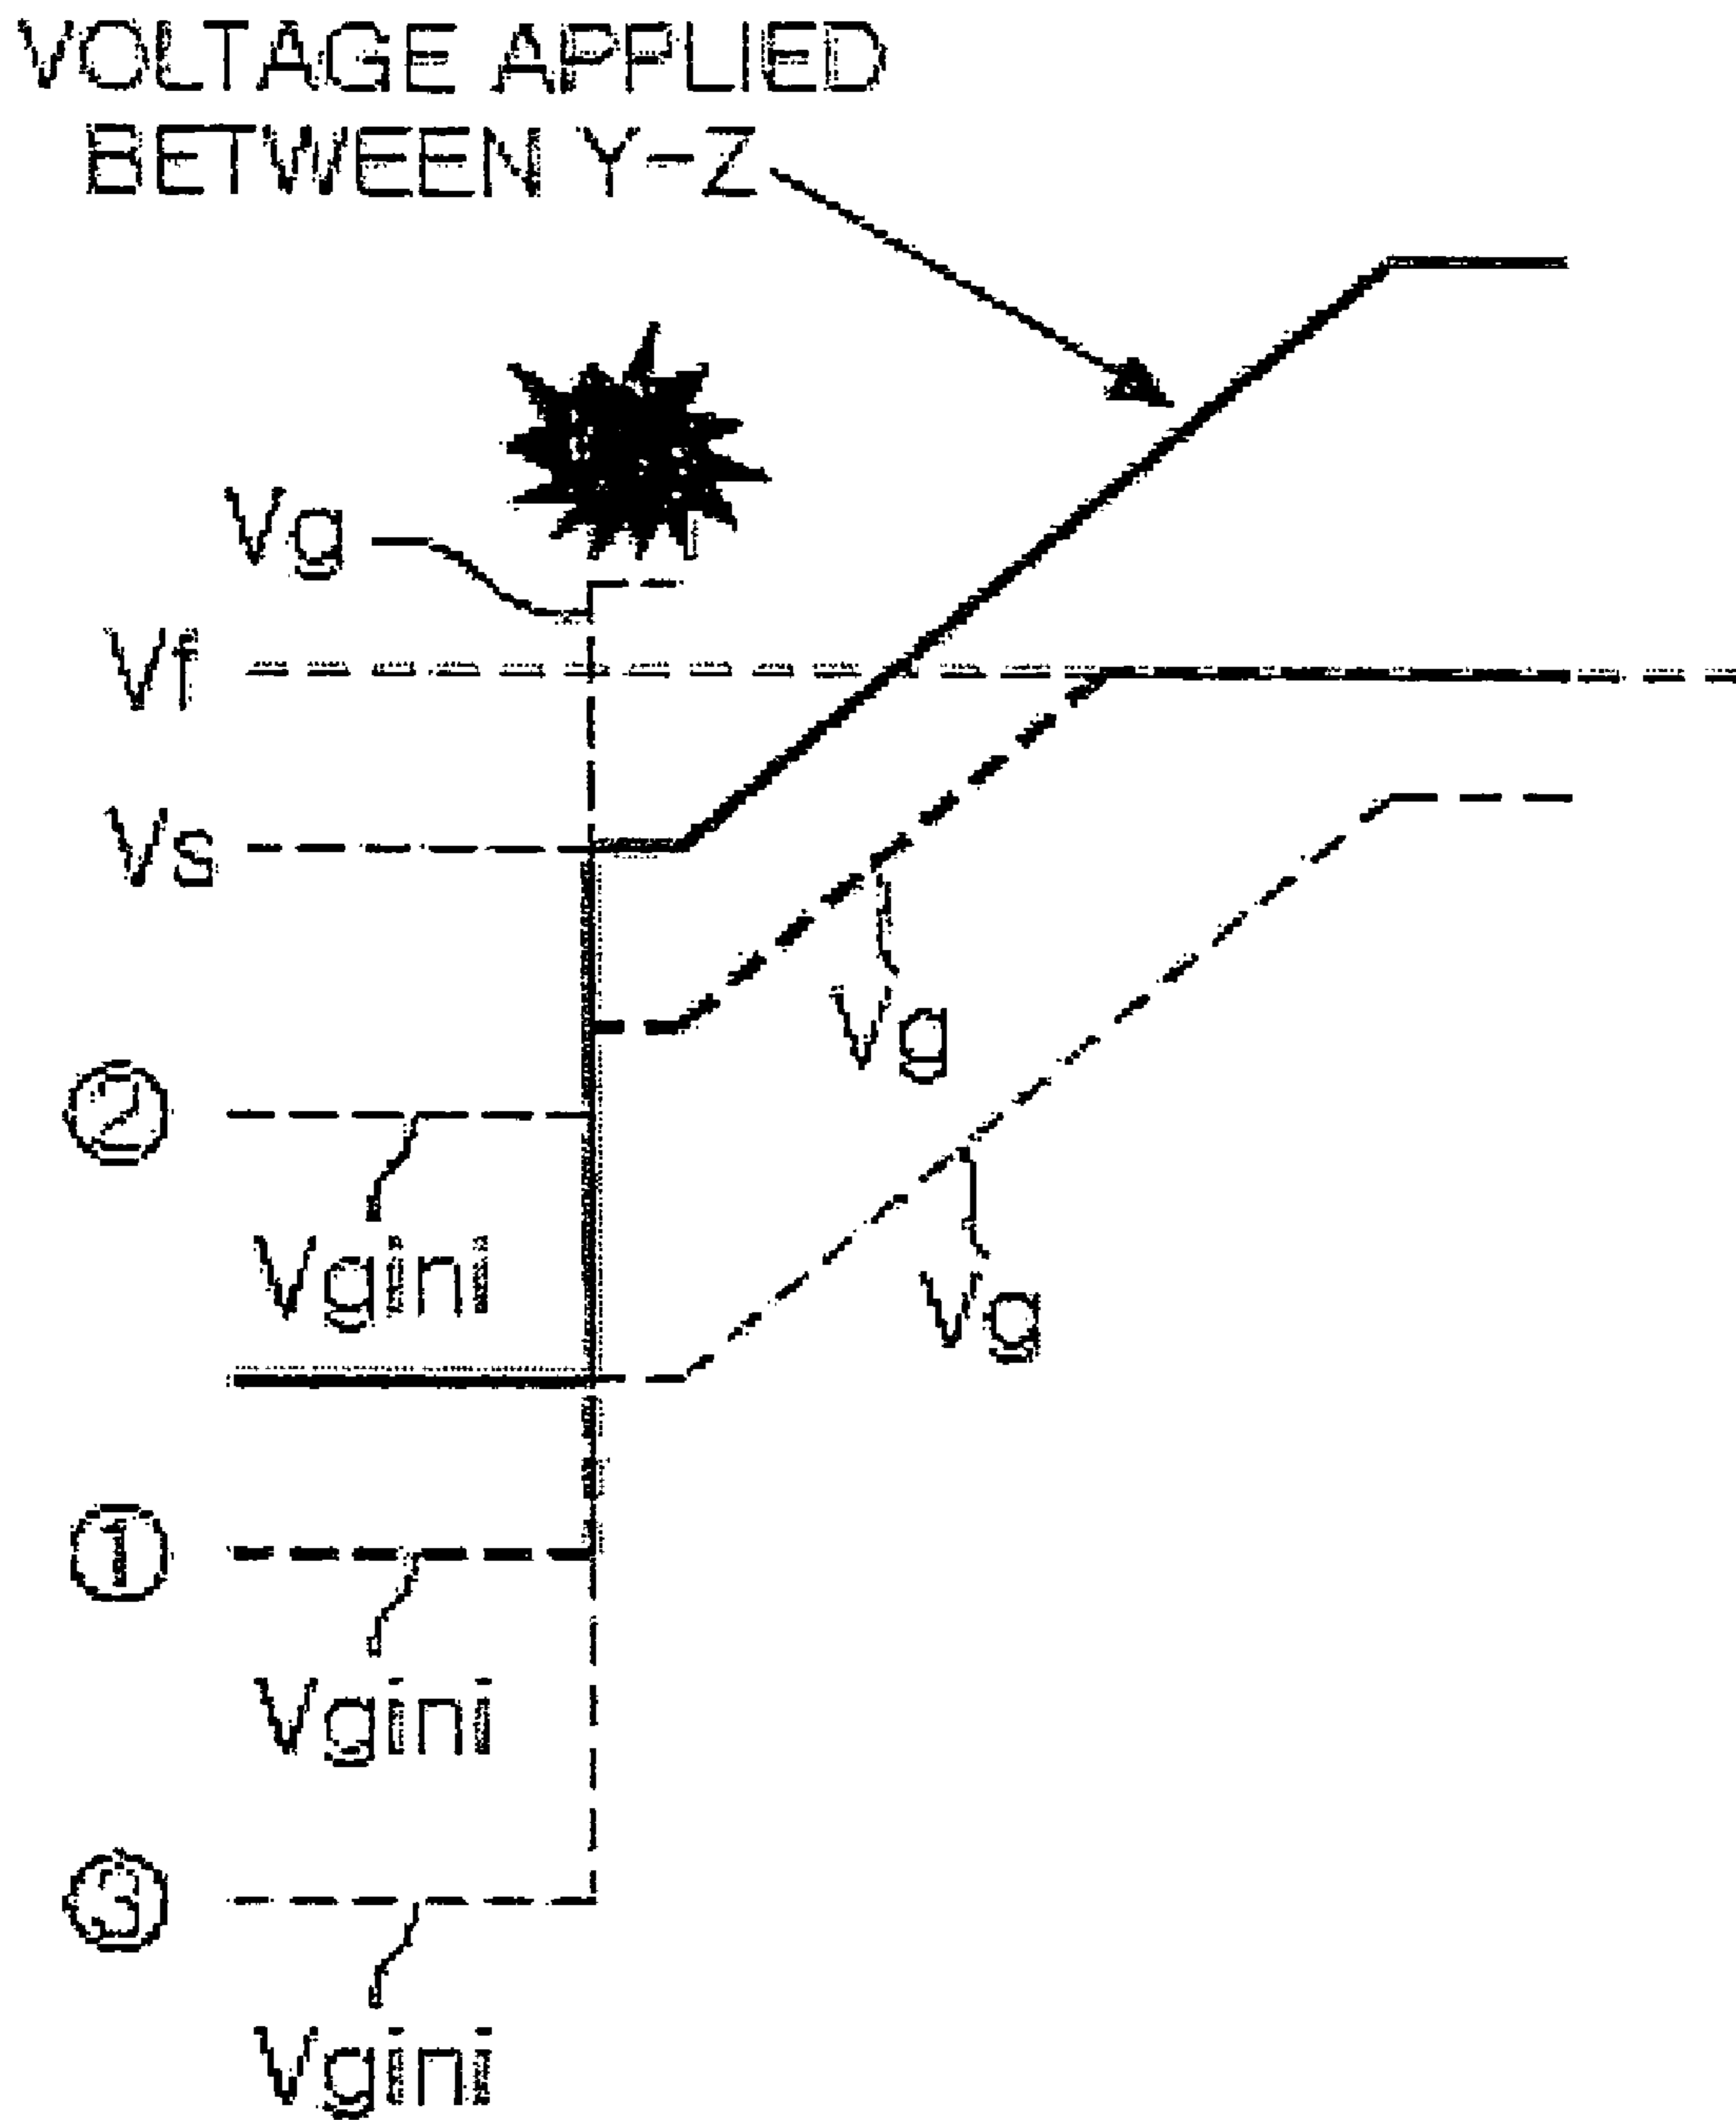 VOLTAGE APPLIED
BETWEEN Y-Z
Vg
Vf
Vs
Vg
②
Vgini
Vg
①
Vgini
③
Vgini